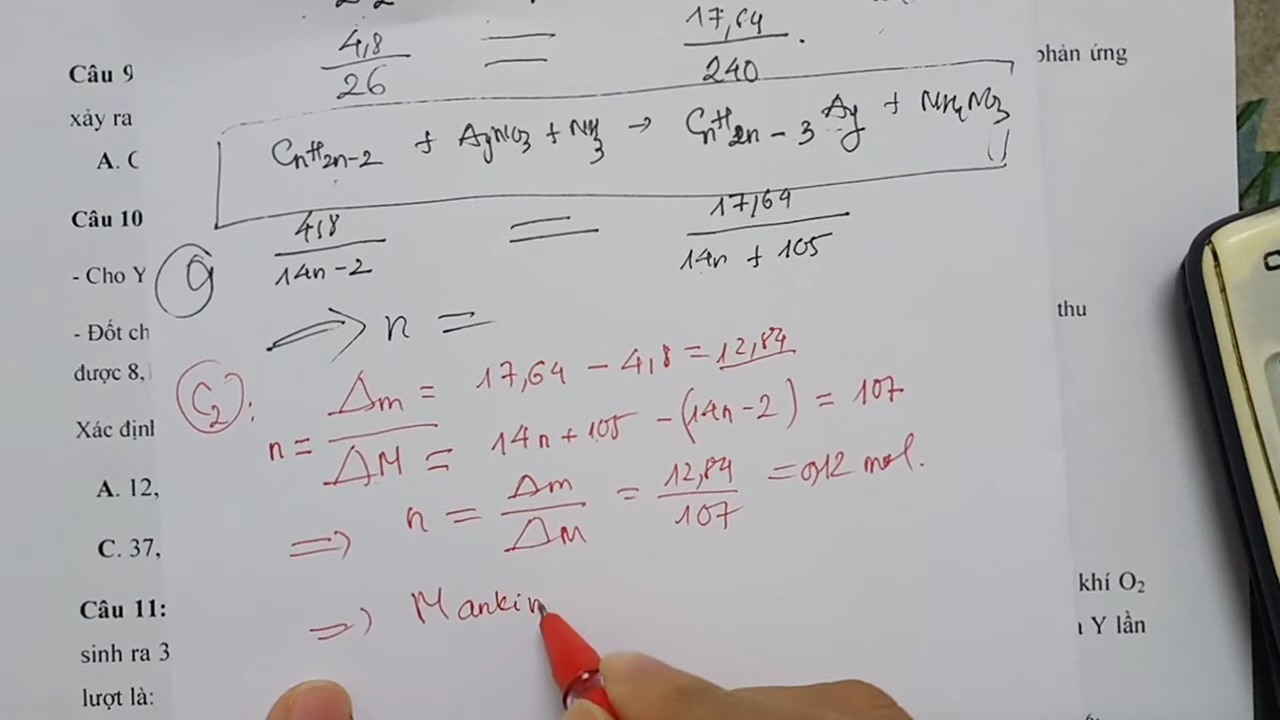 4,8 / 26 = 17,64 / 240 .
Câu 9
phản ứng
xảy ra
CnH2n-2 + AgNO3 + NH3 → CnH2n-3Ag + NH4NO3
A. C
Câu 10
4,8 / 14n-2 = 17,64 / 14n + 105
- Cho Y
9
⇒ n =
thu
- Đốt ch
được 8,
C2: n = Δm / ΔM
Δm = 17,64 - 4,8 = 12,84
ΔM = 14n + 105 - (14n-2) = 107
Xác định
A. 12,
⇒ n = Δm / ΔM = 12,84 / 107 = 0,12 mol.
C. 37,
Câu 11:
khí O2
⇒ Mankin
sinh ra 3
Y lần
lượt là: